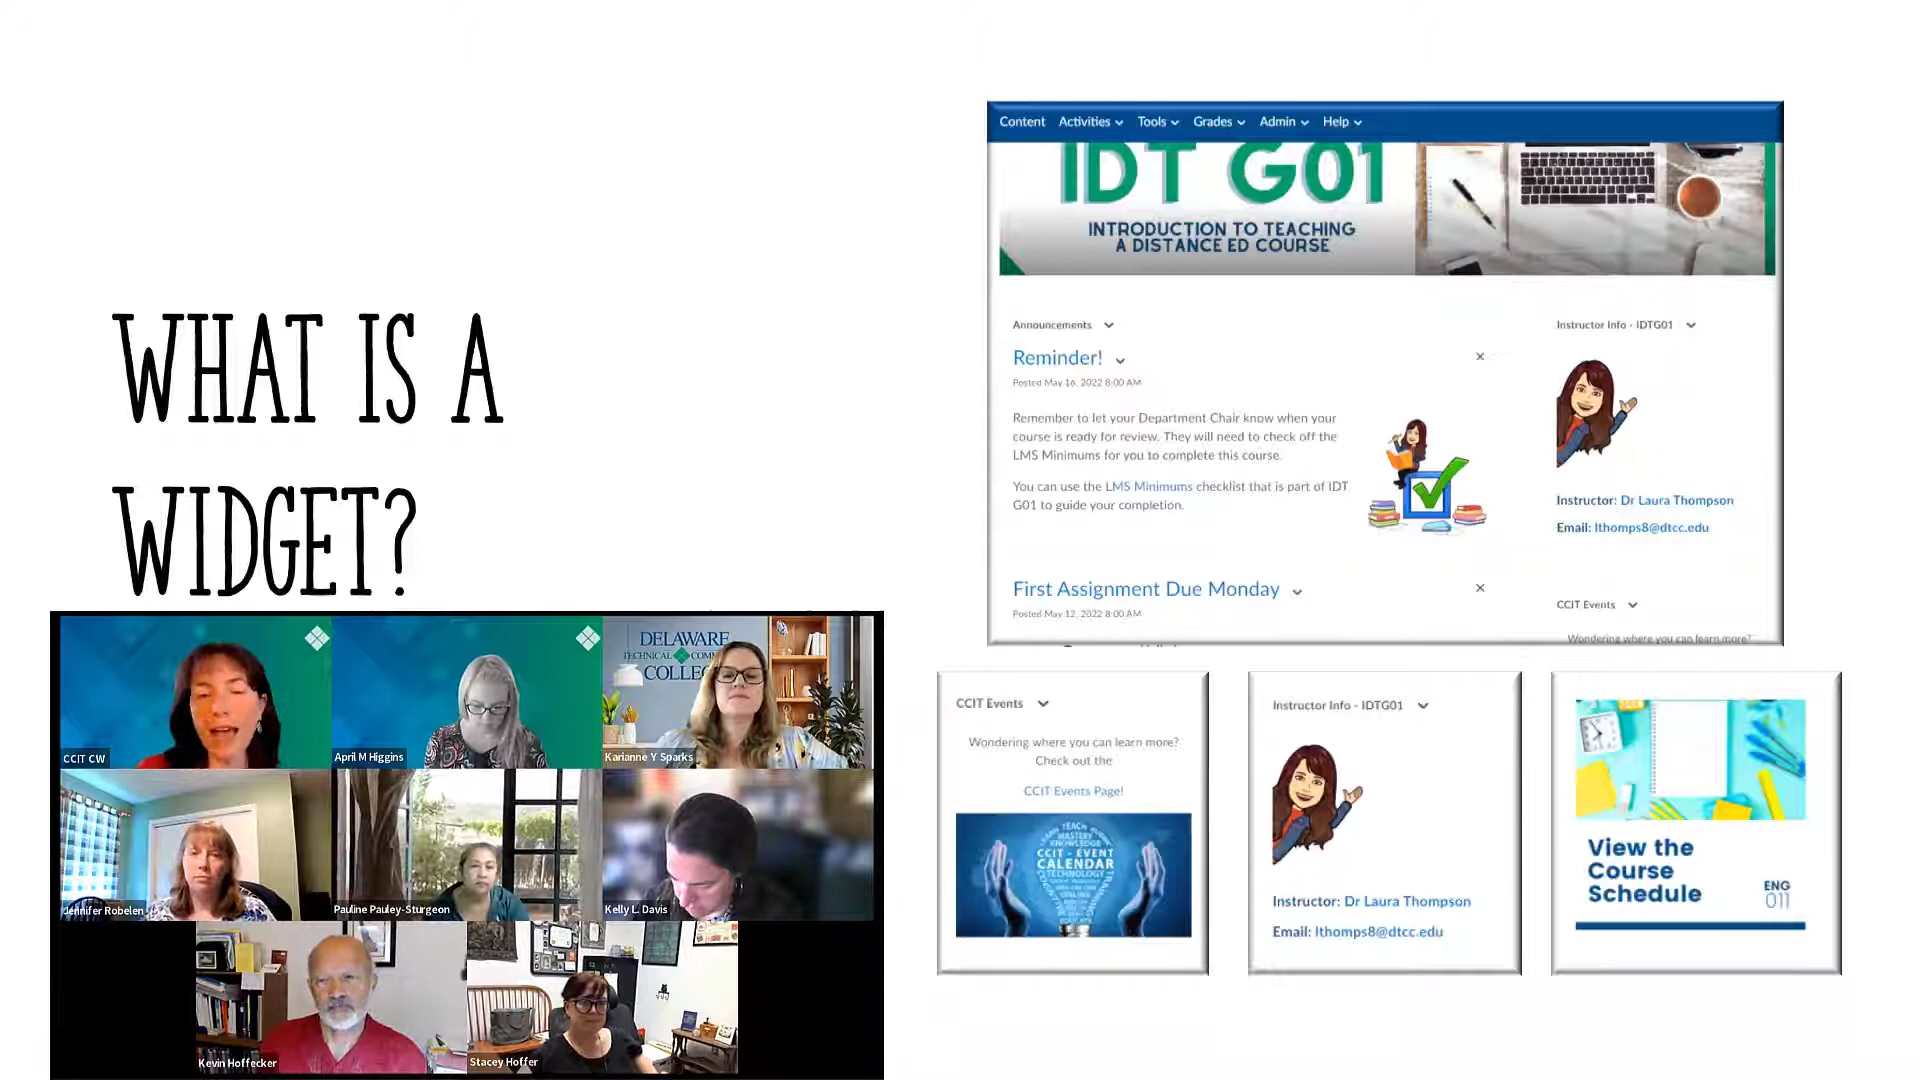 WHAT IS A
WIDGET?
Content Activities Tools Grades Admin Help
IDT G01
INTRODUCTION TO TEACHING
A DISTANCE ED COURSE
Announcements
Reminder!
Posted May 16, 2022 8:00 AM
Remember to let your Department Chair know when your
course is ready for review. They will need to check off the
LMS Minimums for you to complete this course.
You can use the LMS Minimums checklist that is part of IDT
G01 to guide your completion.
First Assignment Due Monday
Posted May 12, 2022 8:00 AM
Instructor Info - IDTG01
Instructor: Dr Laura Thompson
Email: lthomps8@dtcc.edu
CCIT Events
Wondering where you can learn more?
CCIT Events
Wondering where you can learn more?
Check out the
CCIT Events Page!
TEACH
MASTERY
KNOWLEDGE
CCIT - EVENT
CALENDAR
TECHNOLOGY
Instructor Info - IDTG01
Instructor: Dr Laura Thompson
Email: lthomps8@dtcc.edu
View the
Course
Schedule
ENG
011
CCIT CW
April M Higgins
DELAWARE
TECHNICAL COMM
COLLEG
Karianne Y Sparks
Jennifer Robelen
Pauline Pauley-Sturgeon
Kelly L. Davis
Kevin Hoffecker
Stacey Hoffer